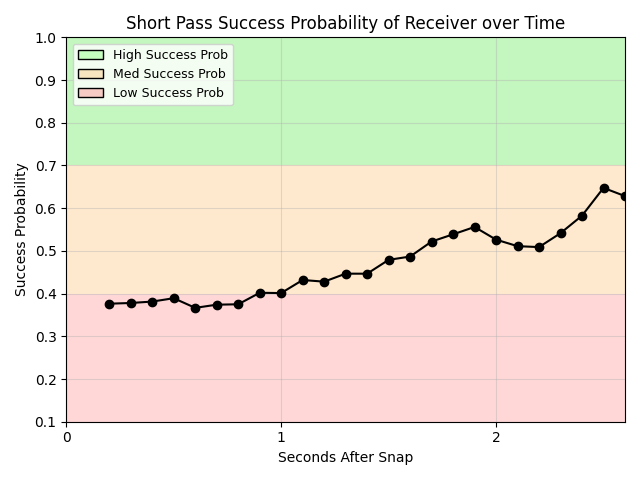 Short Pass Success Probability of Receiver over Time
High Success Prob
Med Success Prob
Low Success Prob
Success Probability
1.0
0.9
0.8
0.7
0.6
0.5
0.4
0.3
0.2
0.1
0 1 2
Seconds After Snap